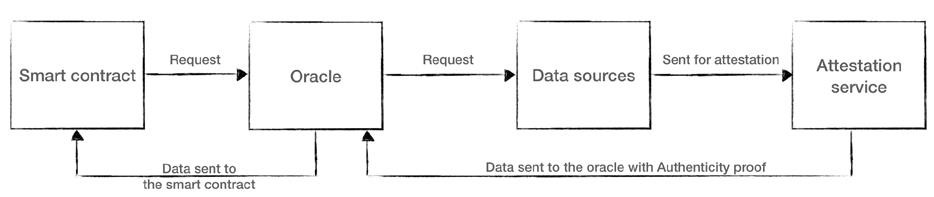 Smart contract
Request
Oracle
Request
Data sources
Sent for attestation
Attestation
service
Data sent to
the smart contract
Data sent to the oracle with Authenticity proof